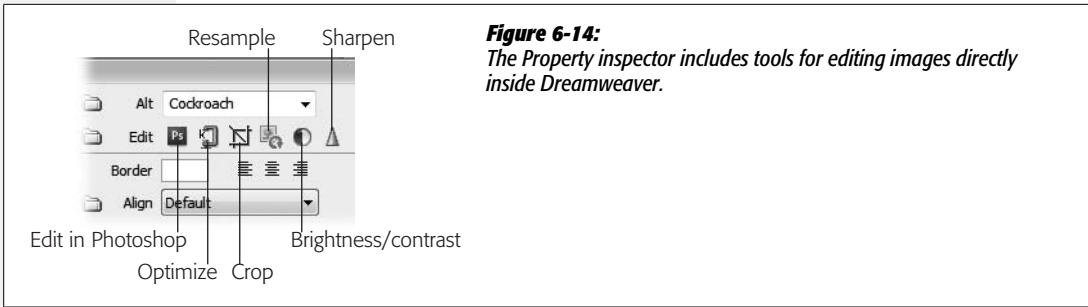 Resample Sharpen
Alt Cockroach
Edit Ps
Border
Align Default
Edit in Photoshop Brightness/contrast
Optimize Crop
Figure 6-14:
The Property inspector includes tools for editing images directly
inside Dreamweaver.